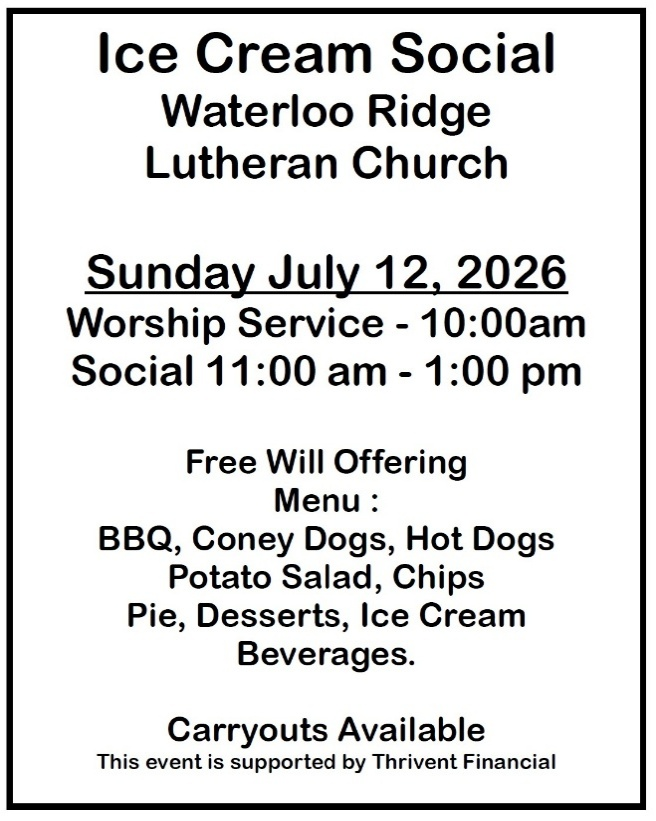 Ice Cream Social
Waterloo Ridge
Lutheran Church
Sunday July 12, 2026
Worship Service - 10:00am
Social 11:00 am - 1:00 pm
Free Will Offering
Menu :
BBQ, Coney Dogs, Hot Dogs
Potato Salad, Chips
Pie, Desserts, Ice Cream
Beverages.
Carryouts Available
This event is supported by Thrivent Financial